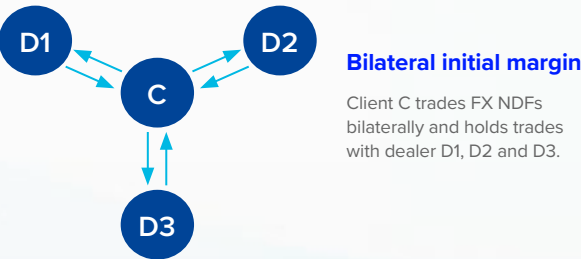 D1
D2
C
D3
Bilateral initial margin
Client C trades FX NDFs
bilaterally and holds trades
with dealer D1, D2 and D3.